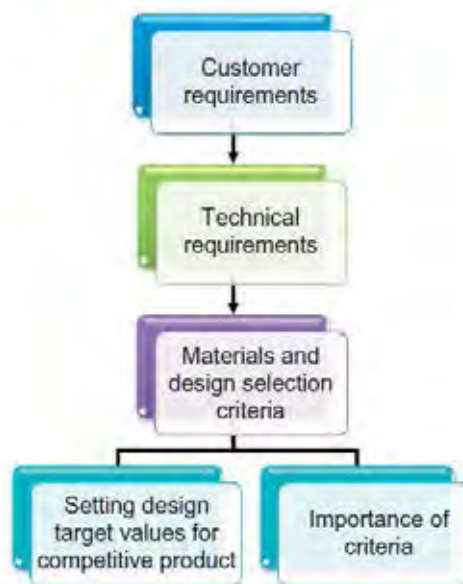 Customer
requirements
Technical
requirements
Materials and
design selection
criteria
Setting design
target values for
competitive product
Importance of
criteria